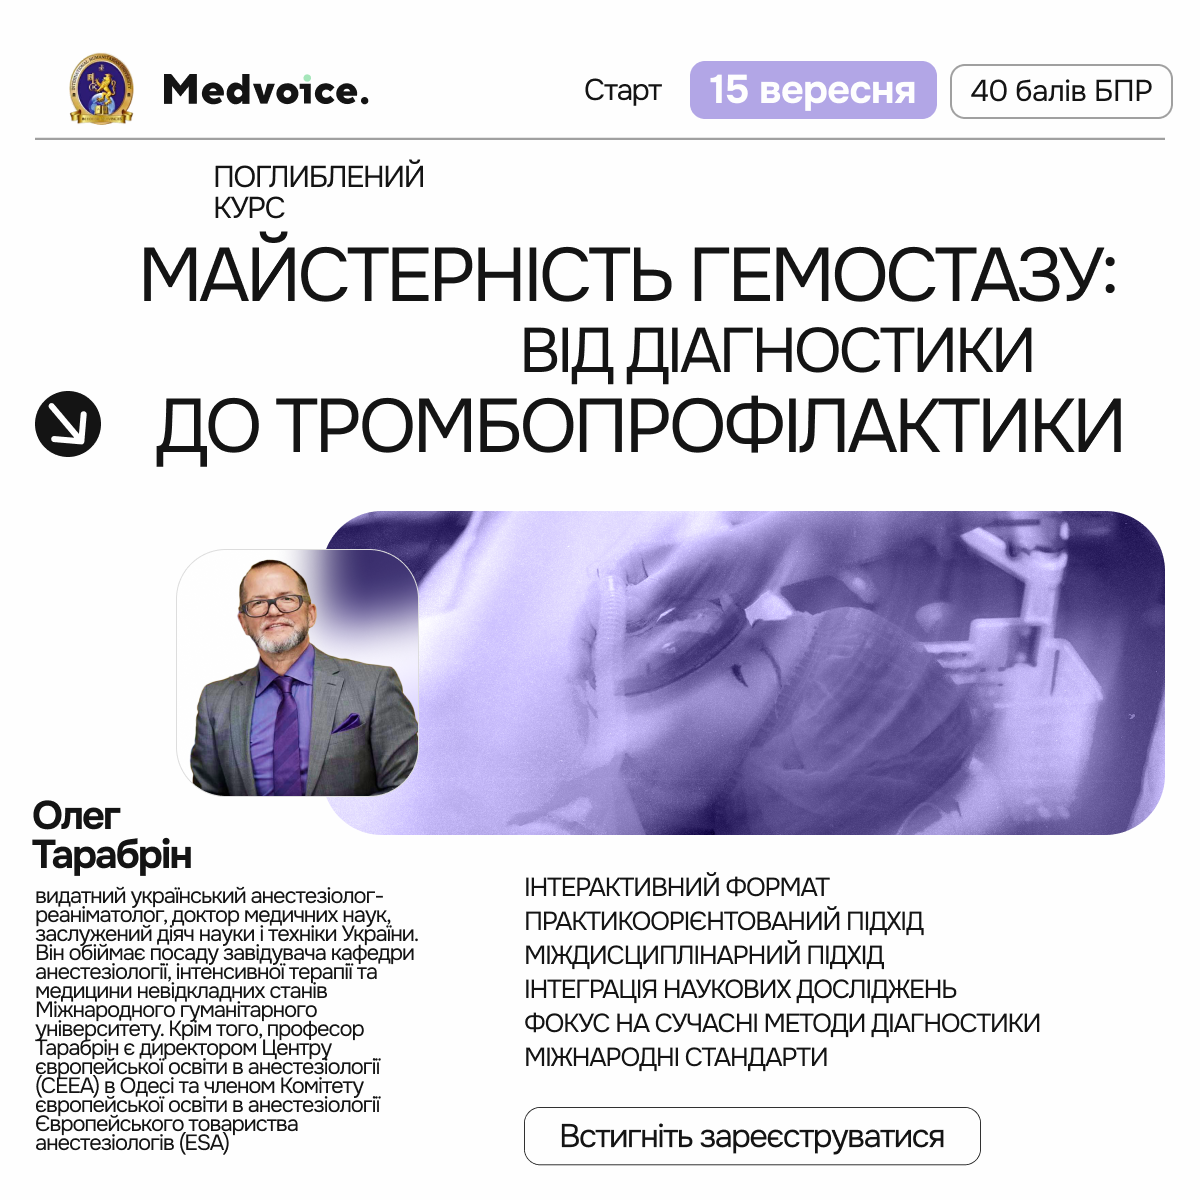 Medvoice.
Старт
15 вересня
40 балів БПР
ПОГЛИБЛЕНИЙ
КУРС
МАЙСТЕРНІСТЬ ГЕМОСТАЗУ:
ВІД ДІАГНОСТИКИ
ДО ТРОМБОПРОФІЛАКТИКИ
Олег
Тарабрін
видатний український анестезіолог-
реаніматолог, доктор медичних наук,
заслужений діяч науки і техніки України.
Він обіймає посаду завідувача кафедри
анестезіології, інтенсивної терапії та
медицини невідкладних станів
Міжнародного гуманітарного
університету. Крім того, професор
Тарабрін є директором Центру
європейської освіти в анестезіології
(CEEA) в Одесі та членом Комітету
європейської освіти в анестезіології
Європейського товариства
анестезіологів (ESA)
ІНТЕРАКТИВНИЙ ФОРМАТ
ПРАКТИКООРІЄНТОВАНИЙ ПІДХІД
МІЖДИСЦИПЛІНАРНИЙ ПІДХІД
ІНТЕГРАЦІЯ НАУКОВИХ ДОСЛІДЖЕНЬ
ФОКУС НА СУЧАСНІ МЕТОДИ ДІАГНОСТИКИ
МІЖНАРОДНІ СТАНДАРТИ
Встигніть зареєструватися